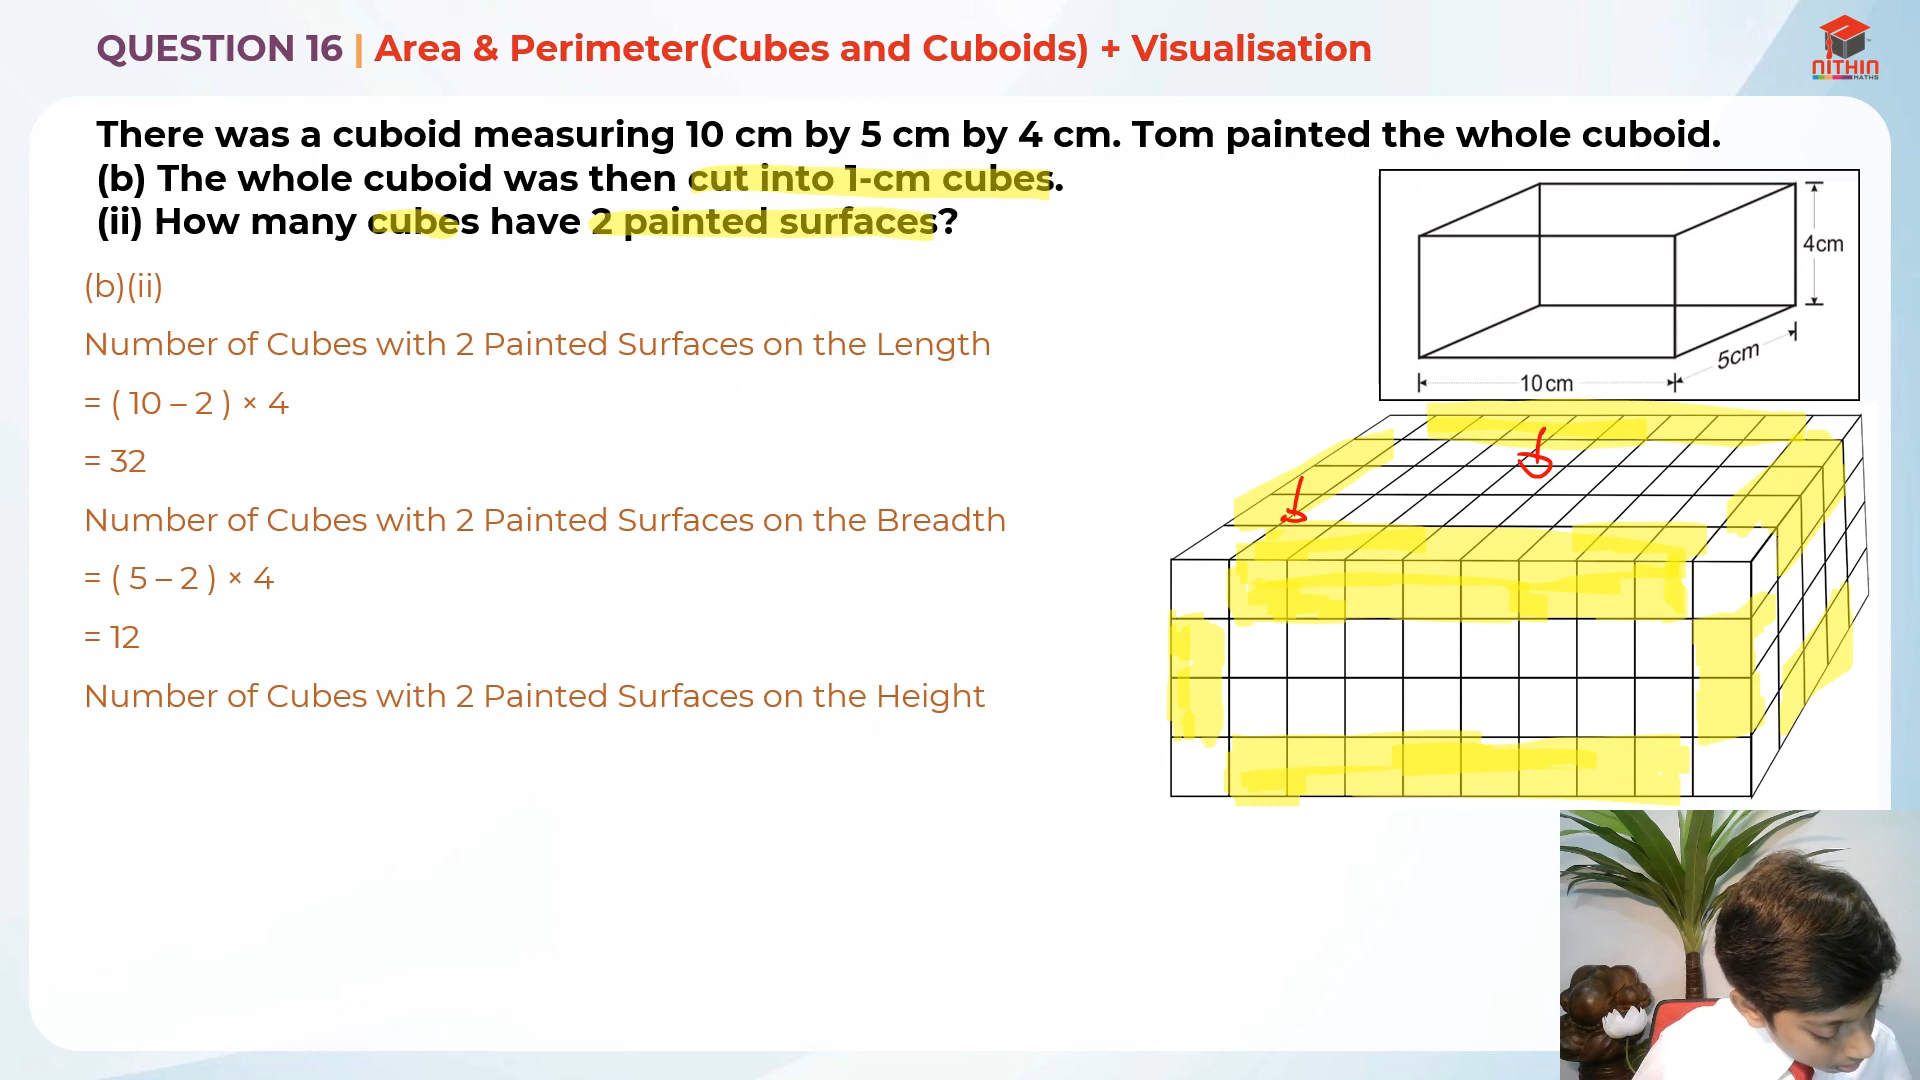 QUESTION 16 | Area & Perimeter(Cubes and Cuboids) + Visualisation
NITHIN
MATHS
There was a cuboid measuring 10 cm by 5 cm by 4 cm. Tom painted the whole cuboid.
(b) The whole cuboid was then cut into 1-cm cubes.
(ii) How many cubes have 2 painted surfaces?
4cm
5cm
10cm
(b)(ii)
Number of Cubes with 2 Painted Surfaces on the Length
= ( 10 – 2 ) × 4
= 32
Number of Cubes with 2 Painted Surfaces on the Breadth
= ( 5 – 2 ) × 4
= 12
Number of Cubes with 2 Painted Surfaces on the Height